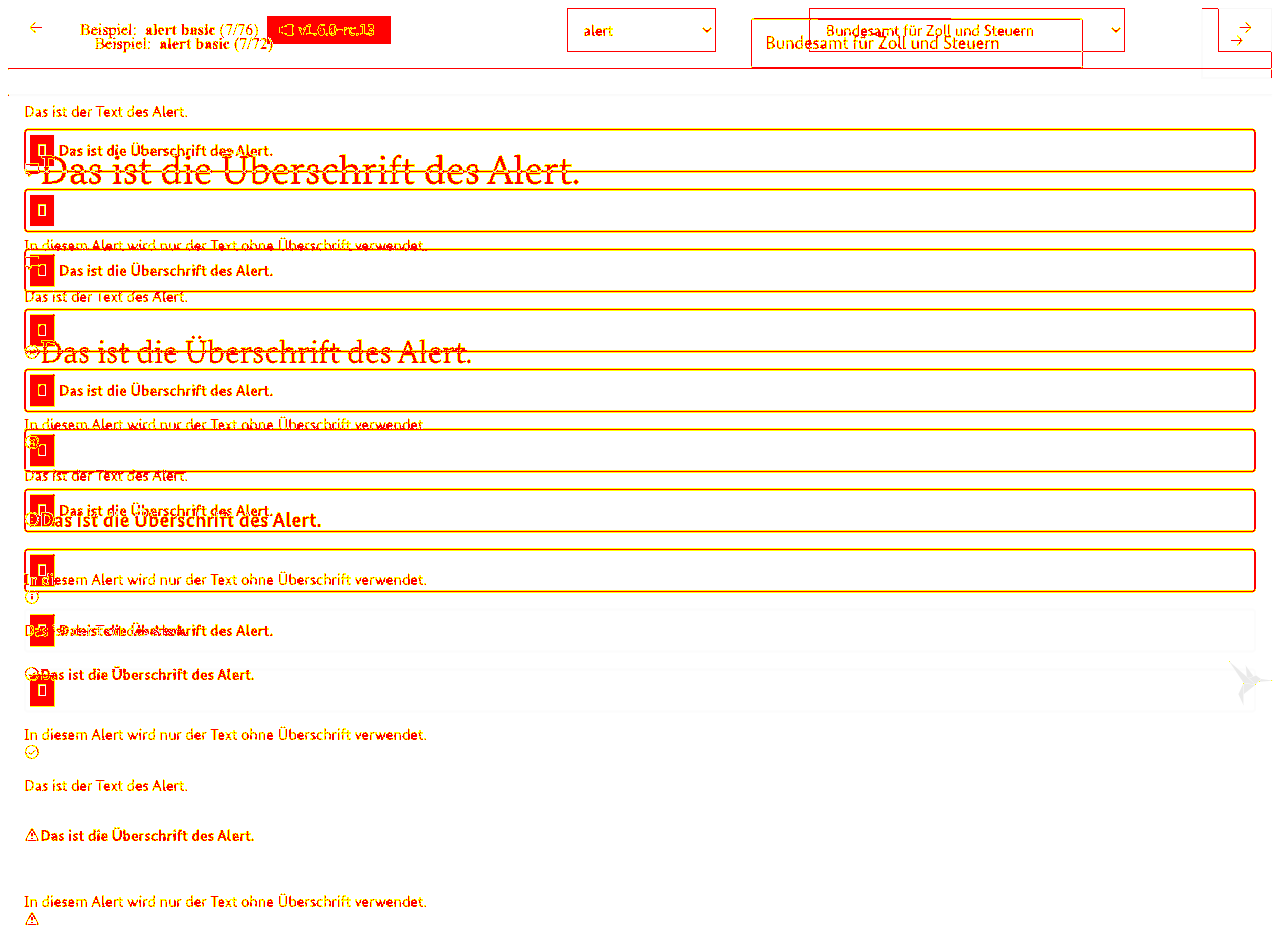 Beispiel: alert basic (7/76) v1.6.0-rc.13 alert Bundesamt für Zoll und Steuern
Beispiel: alert basic (7/72) Bundesamt für Zoll und Steuern
Das ist der Text des Alert.
Das ist die Überschrift des Alert.
Das ist die Überschrift des Alert.
In diesem Alert wird nur der Text ohne Überschrift verwendet.
Das ist die Überschrift des Alert.
Das ist der Text des Alert.
Das ist die Überschrift des Alert.
Das ist die Überschrift des Alert.
In diesem Alert wird nur der Text ohne Überschrift verwendet.
Das ist der Text des Alert.
Das ist die Überschrift des Alert.
Das ist die Überschrift des Alert.
In diesem Alert wird nur der Text ohne Überschrift verwendet.
Das ist die Überschrift des Alert.
Das ist die Überschrift des Alert.
In diesem Alert wird nur der Text ohne Überschrift verwendet.
Das ist der Text des Alert.
Das ist die Überschrift des Alert.
In diesem Alert wird nur der Text ohne Überschrift verwendet.